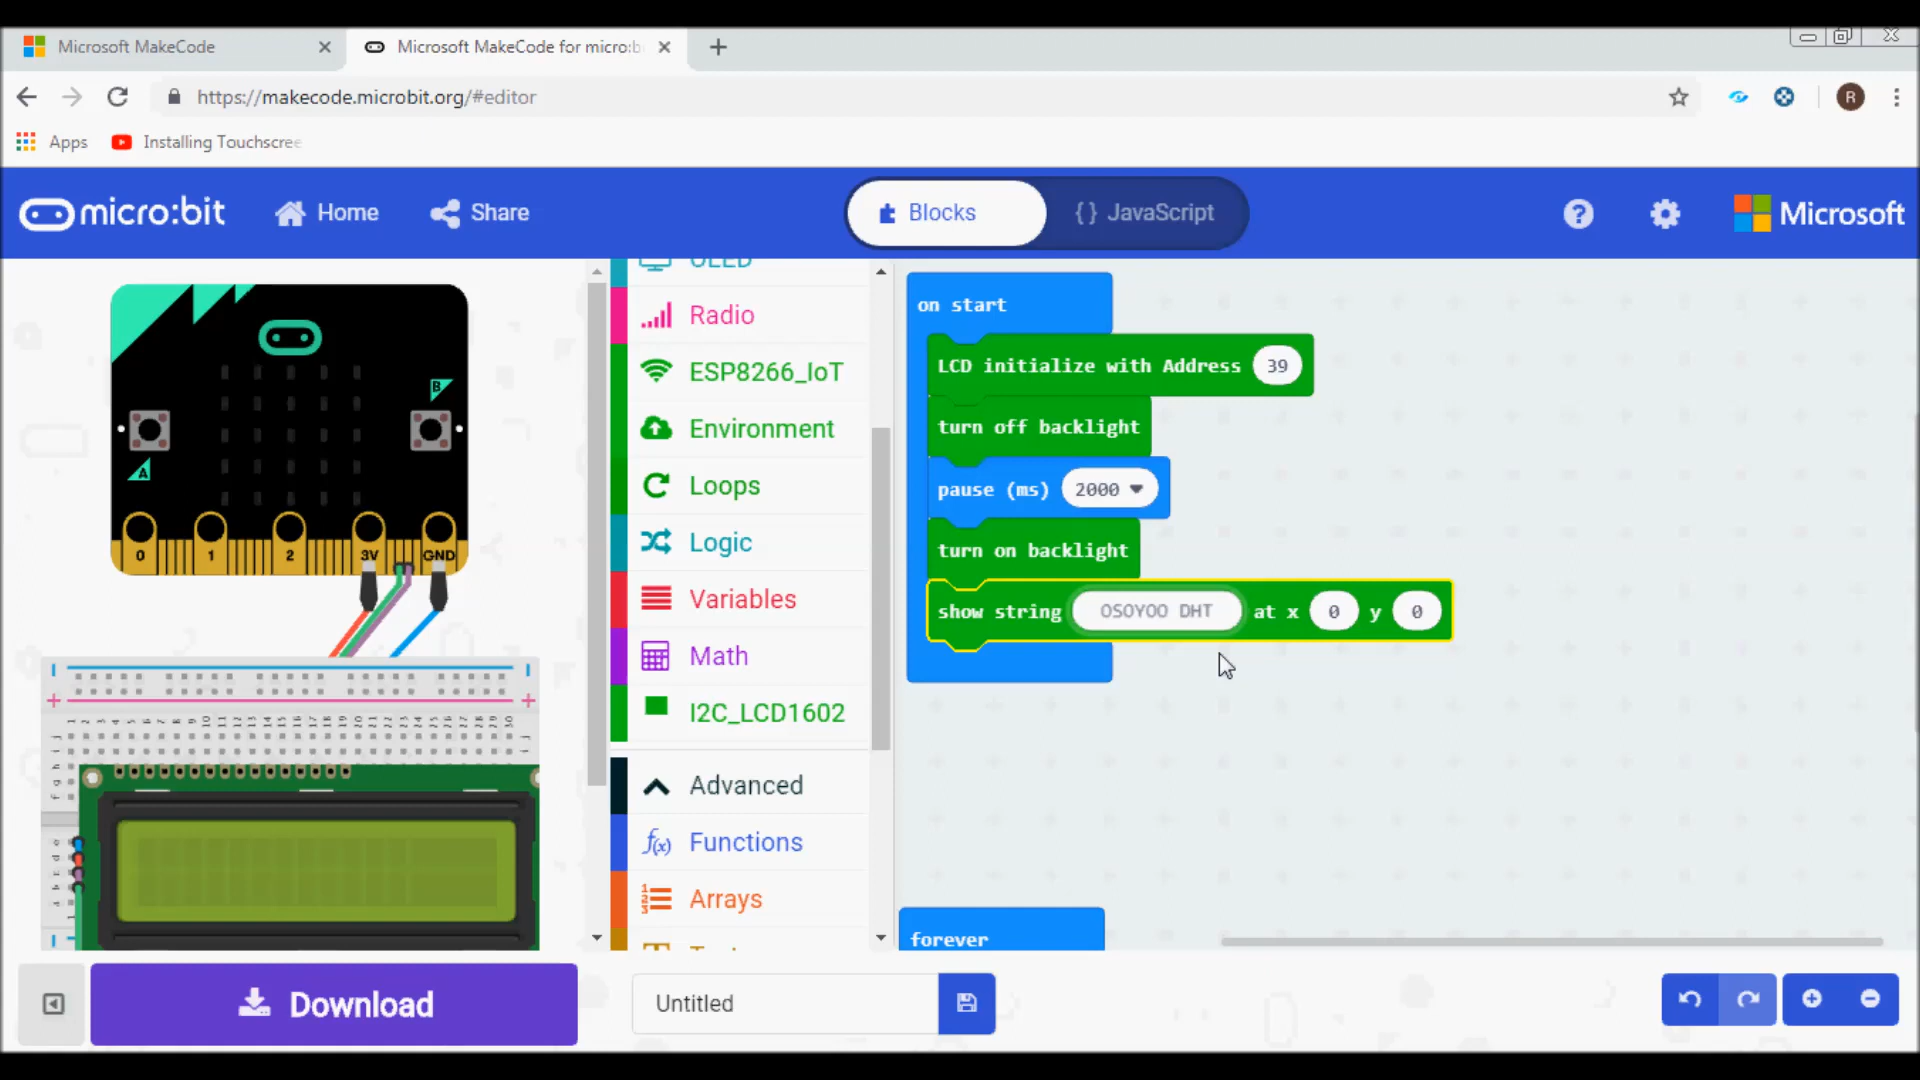 Microsoft MakeCode
Microsoft MakeCode for micro:b
https://makecode.microbit.org/#editor
R
Apps
Installing Touchscree
micro:bit
Home
Share
Blocks
{} JavaScript
?
Microsoft
B
A
0
1
2
3V
GND
OLED
Radio
ESP8266_IoT
Environment
Loops
Logic
Variables
Math
I2C_LCD1602
Advanced
f(x) Functions
Arrays
on start
LCD initialize with Address 39
turn off backlight
pause (ms) 2000
turn on backlight
show string OSOYOO DHT at x 0 y 0
forever
Download
Untitled